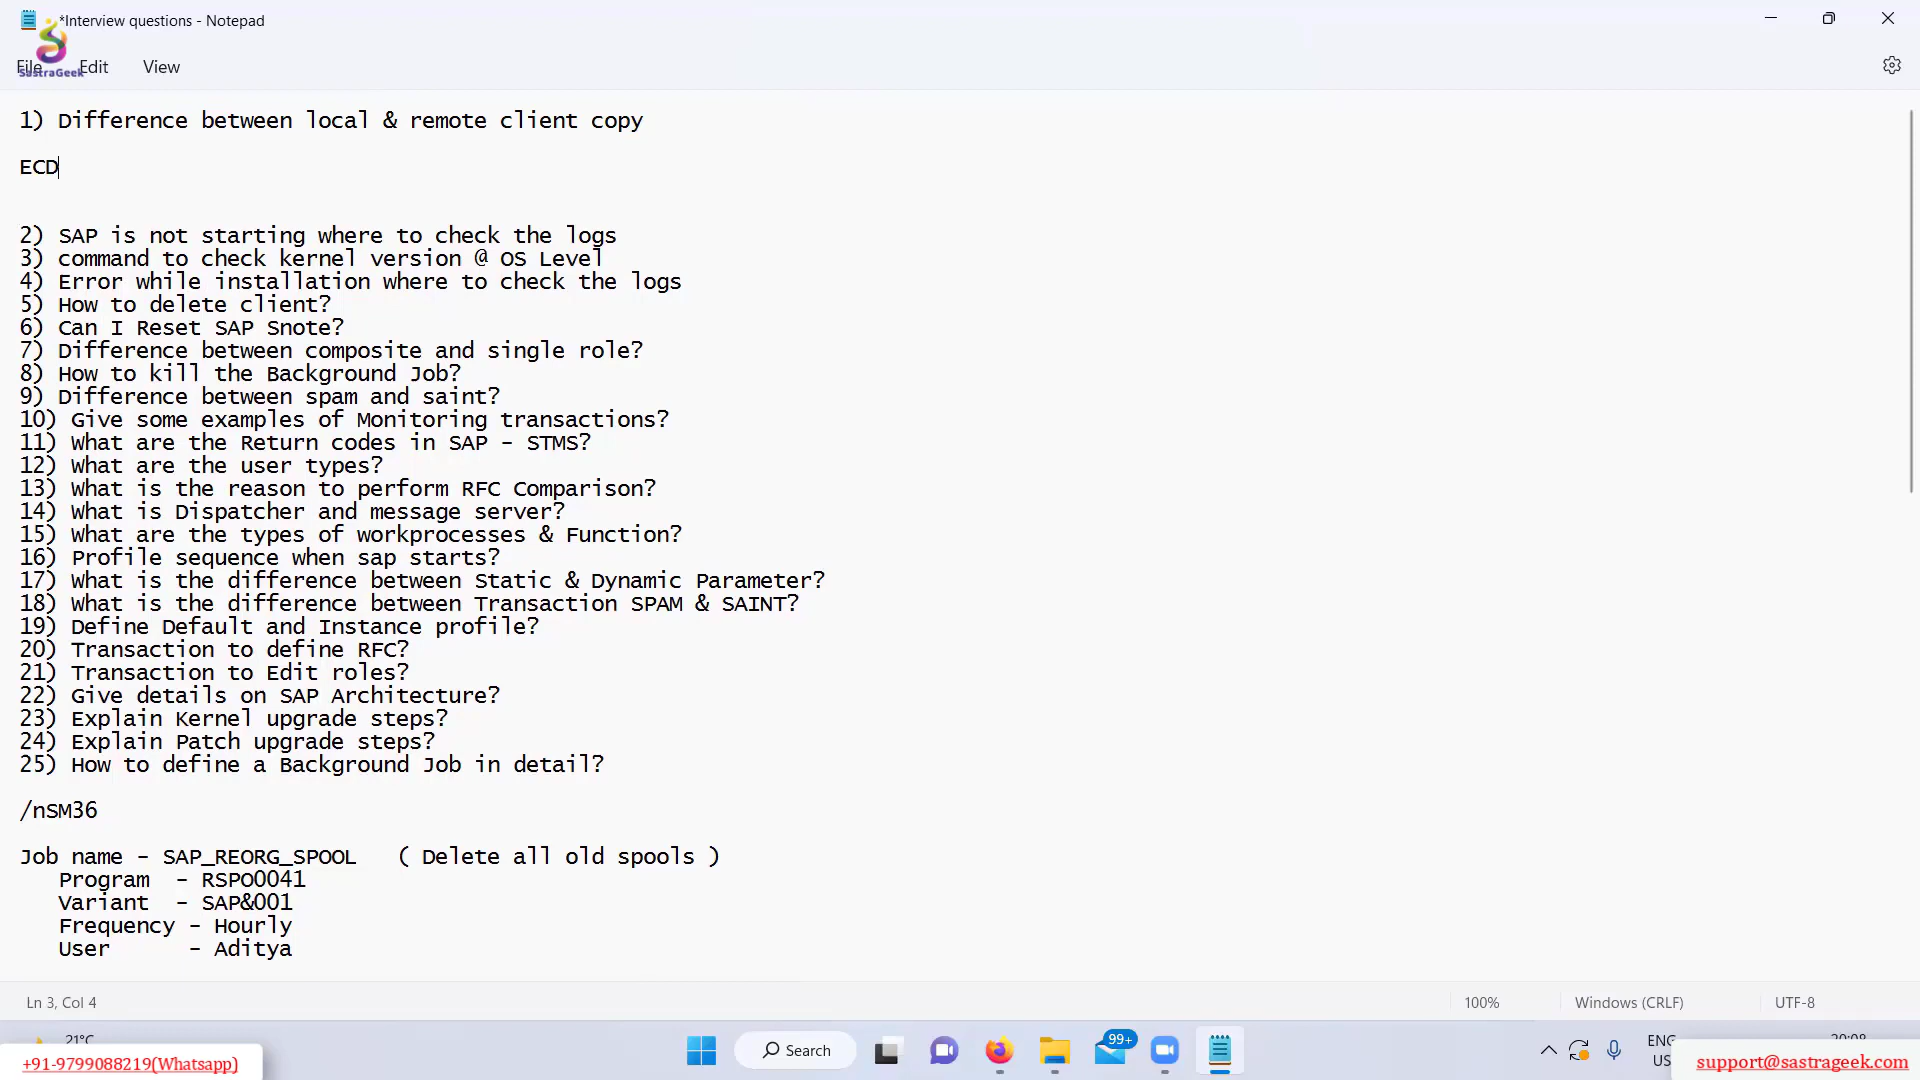 *Interview questions - Notepad
SastraGeek
File Edit View
1) Difference between local & remote client copy
ECD
2) SAP is not starting where to check the logs
3) command to check kernel version @ OS Level
4) Error while installation where to check the logs
5) How to delete client?
6) Can I Reset SAP Snote?
7) Difference between composite and single role?
8) How to kill the Background Job?
9) Difference between spam and saint?
10) Give some examples of Monitoring transactions?
11) What are the Return codes in SAP - STMS?
12) What are the user types?
13) What is the reason to perform RFC Comparison?
14) What is Dispatcher and message server?
15) What are the types of workprocesses & Function?
16) Profile sequence when sap starts?
17) What is the difference between Static & Dynamic Parameter?
18) What is the difference between Transaction SPAM & SAINT?
19) Define Default and Instance profile?
20) Transaction to define RFC?
21) Transaction to Edit roles?
22) Give details on SAP Architecture?
23) Explain Kernel upgrade steps?
24) Explain Patch upgrade steps?
25) How to define a Background Job in detail?
/nSM36
Job name - SAP_REORG_SPOOL ( Delete all old spools )
Program - RSPO0041
Variant - SAP&001
Frequency - Hourly
User - Aditya
Ln 3, Col 4 100% Windows (CRLF) UTF-8
21°C
Search 99+ ENG
US
+91-9799088219(Whatsapp) support@sastrageek.com